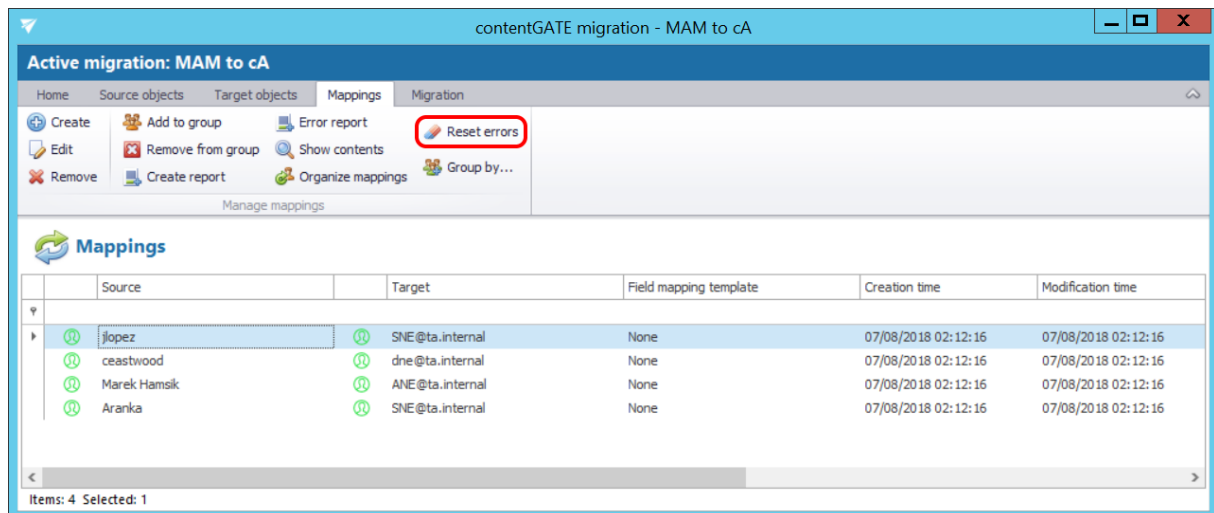 contentGATE migration - MAM to cA
Active migration: MAM to cA
Home Source objects Target objects Mappings Migration
Create Add to group Error report Reset errors
Edit Remove from group Show contents Group by...
Remove Create report Organize mappings
Manage mappings
Mappings
Source Target Field mapping template Creation time Modification time
jlopez SNE@ta.internal None 07/08/2018 02:12:16 07/08/2018 02:12:16
ceastwood dne@ta.internal None 07/08/2018 02:12:16 07/08/2018 02:12:16
Marek Hamsik ANE@ta.internal None 07/08/2018 02:12:16 07/08/2018 02:12:16
Aranka SNE@ta.internal None 07/08/2018 02:12:16 07/08/2018 02:12:16
Items: 4 Selected: 1